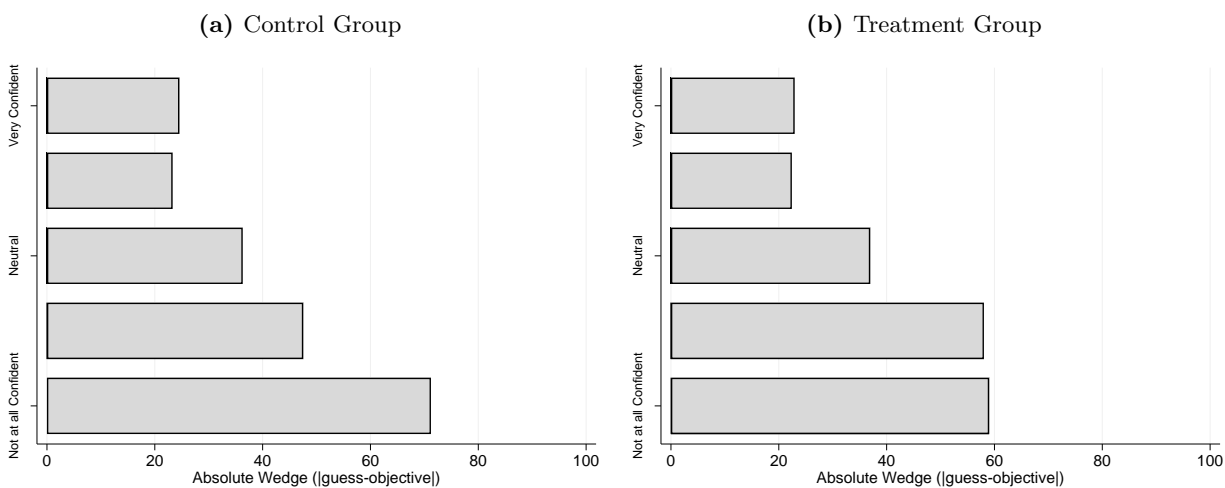 (a) Control Group
Very Confident
Neutral
Not at all Confident
0 20 40 60 80 100
Absolute Wedge (|guess-objective|)
(b) Treatment Group
Very Confident
Neutral
Not at all Confident
0 20 40 60 80 100
Absolute Wedge (|guess-objective|)